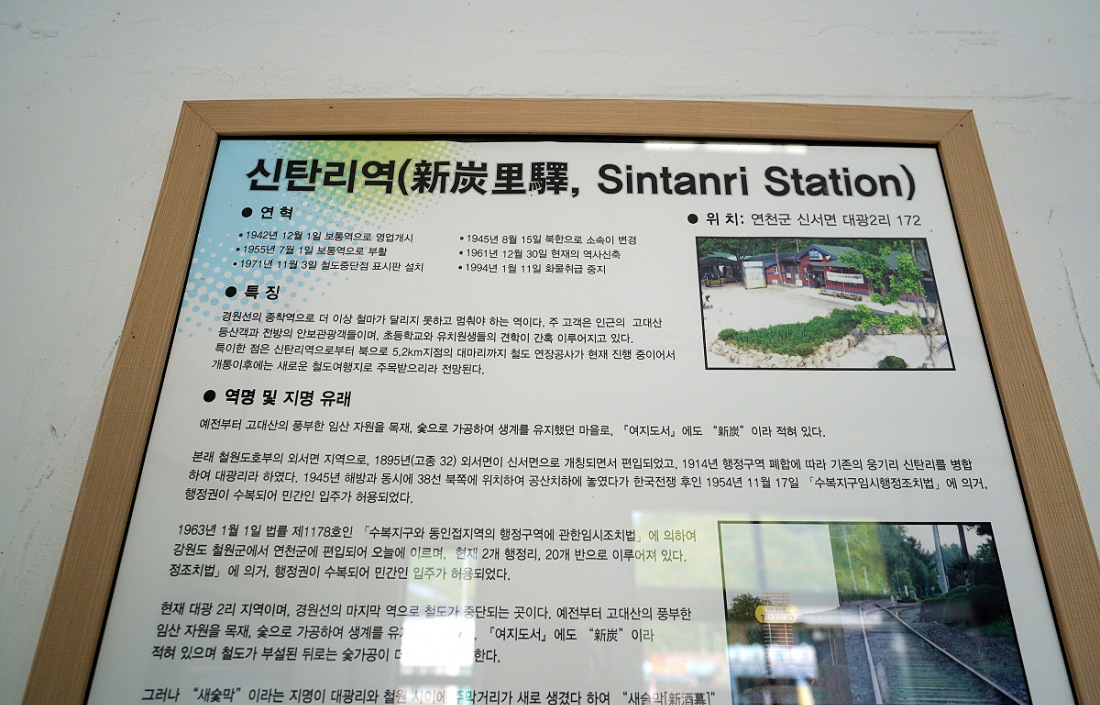 신탄리역(新炭里驛, Sintanri Station)
● 연 혁
● 위 치: 연천군 신서면 대광2리 172
• 1942년 12월 1일 보통역으로 영업개시
• 1945년 8월 15일 북한으로 소속이 변경
• 1955년 7월 1일 보통역으로 부활
• 1961년 12월 30일 현재의 역사신축
• 1971년 11월 3일 철도중단점 표시판 설치
• 1994년 1월 11일 화물취급 중지
● 특 징
경원선의 종착역으로 더 이상 철마가 달리지 못하고 멈춰야 하는 역이다. 주 고객은 인근의 고대산
등산객과 전방의 안보관광객들이며, 초등학교와 유치원생들의 견학이 간혹 이루어지고 있다.
특이한 점은 신탄리역으로부터 북으로 5.2km지점의 대마리까지 철도 연장공사가 현재 진행 중이어서
개통이후에는 새로운 철도여행지로 주목받으리라 전망된다.
● 역명 및 지명 유래
예전부터 고대산의 풍부한 임산 자원을 목재, 숯으로 가공하여 생계를 유지했던 마을로, 『여지도서』에도 “新炭”이라 적혀 있다.
본래 철원도호부의 외서면 지역으로, 1895년(고종 32) 외서면이 신서면으로 개칭되면서 편입되었고, 1914년 행정구역 폐합에 따라 기존의 웅기리 신탄리를 병합
하여 대광리라 하였다. 1945년 해방과 동시에 38선 북쪽에 위치하여 공산치하에 놓였다가 한국전쟁 후인 1954년 11월 17일 「수복지구임시행정조치법」에 의거,
행정권이 수복되어 민간인 입주가 허용되었다.
1963년 1월 1일 법률 제1178호인 「수복지구와 동인접지역의 행정구역에 관한임시조치법」에 의하여
강원도 철원군에서 연천군에 편입되어 오늘에 이르며, 현재 2개 행정리, 20개 반으로 이루어져 있다.
정조치법」에 의거, 행정권이 수복되어 민간인 입주가 허용되었다.
현재 대광 2리 지역이며, 경원선의 마지막 역으로 철도가 중단되는 곳이다. 예전부터 고대산의 풍부한
임산 자원을 목재, 숯으로 가공하여 생계를 유 『여지도서』에도 “新炭”이라
적혀 있으며 철도가 부설된 뒤로는 숯가공이 한다.
그러나 “새숯막”이라는 지명이 대광리와 철원 사이에 주막거리가 새로 생겼다 하여 “새술막[新酒幕]”